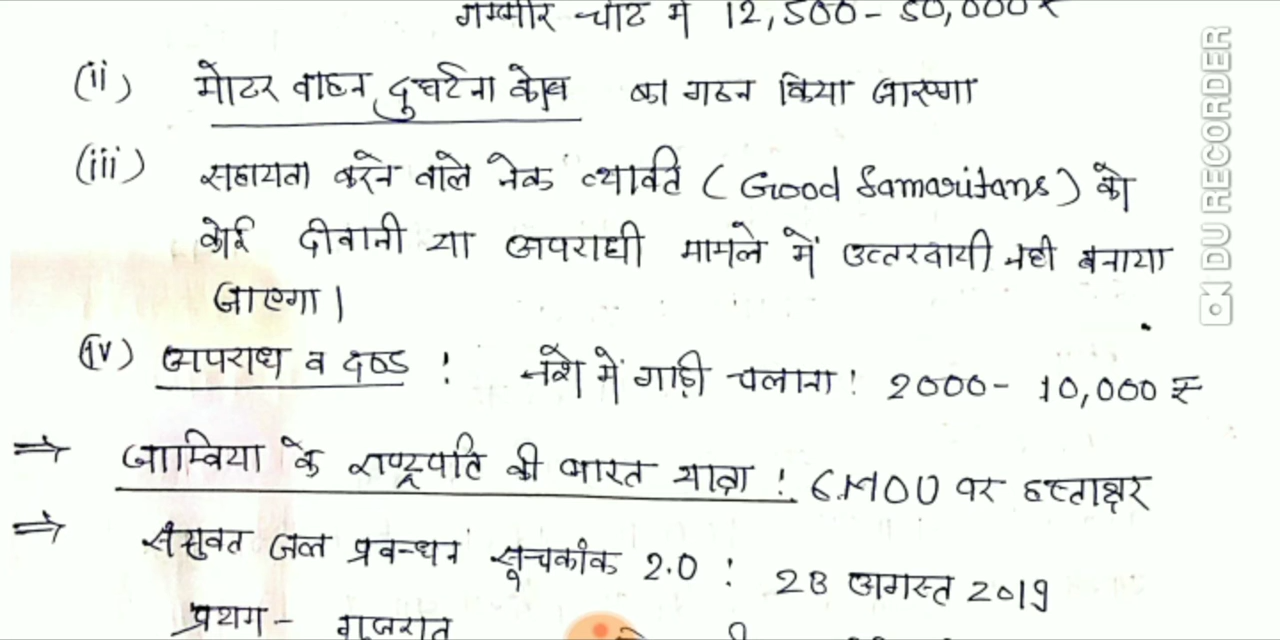 गम्भीर चोट में 12,500 - 50,000 ₹
(ii) मोटर वाहन दुर्घटना कोष का गठन किया जाएगा
(iii) सहायता करने वाले नेक व्यक्ति (Good Samaritans) को
कोई दीवानी या अपराधी मामले में उत्तरदायी नही बनाया
जाएगा।
(iv) अपराध व दण्ड : नशे में गाड़ी चलाना : 2000 - 10,000 ₹
⇒ जाम्बिया के राष्ट्रपति की भारत यात्रा : 6 MOU पर हस्ताक्षर
⇒ संयुक्त जल प्रबन्धन सूचकांक 2.0 : 23 अगस्त 2019
प्रथम - गुजरात
DU RECORDER